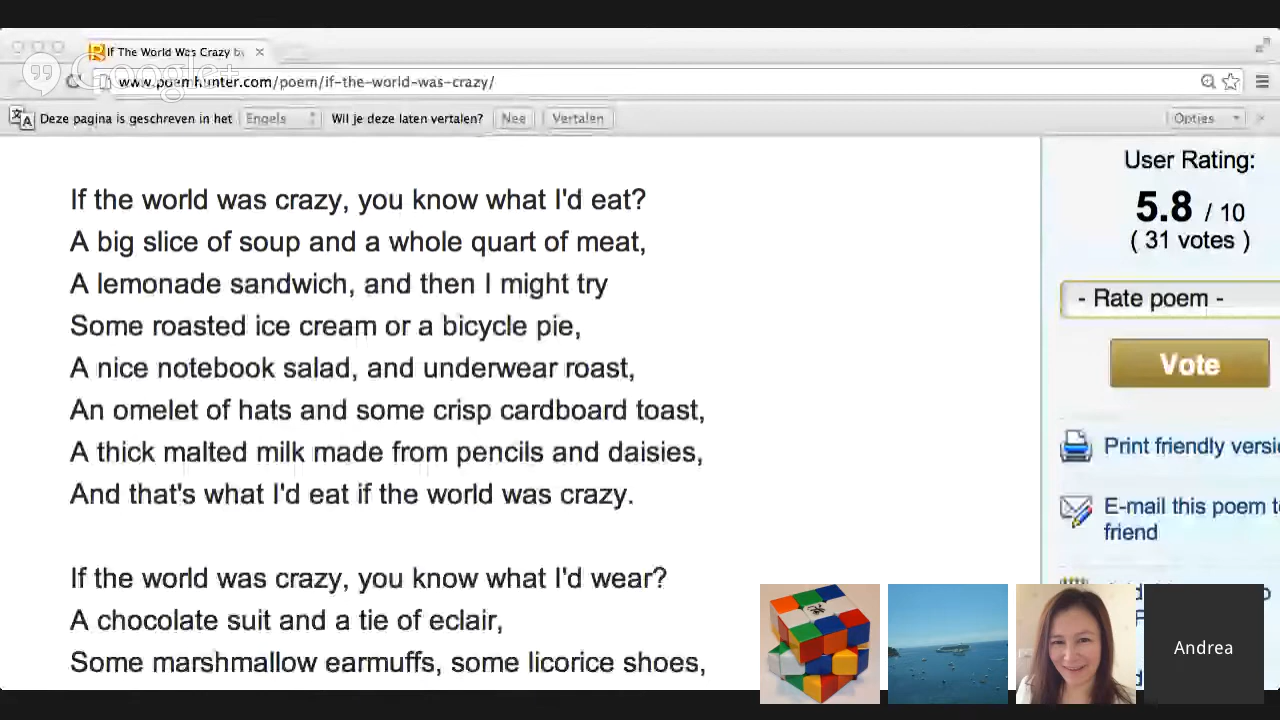 If The World Was Crazy by
Google+
www.poemhunter.com/poem/if-the-world-was-crazy/
Deze pagina is geschreven in het Engels Wil je deze laten vertalen? Nee Vertalen Opties
If the world was crazy, you know what I'd eat?
A big slice of soup and a whole quart of meat,
A lemonade sandwich, and then I might try
Some roasted ice cream or a bicycle pie,
A nice notebook salad, and underwear roast,
An omelet of hats and some crisp cardboard toast,
A thick malted milk made from pencils and daisies,
And that's what I'd eat if the world was crazy.
If the world was crazy, you know what I'd wear?
A chocolate suit and a tie of eclair,
Some marshmallow earmuffs, some licorice shoes,
User Rating:
5.8 / 10
( 31 votes )
- Rate poem -
Vote
Print friendly versi
E-mail this poem t
friend
Andrea